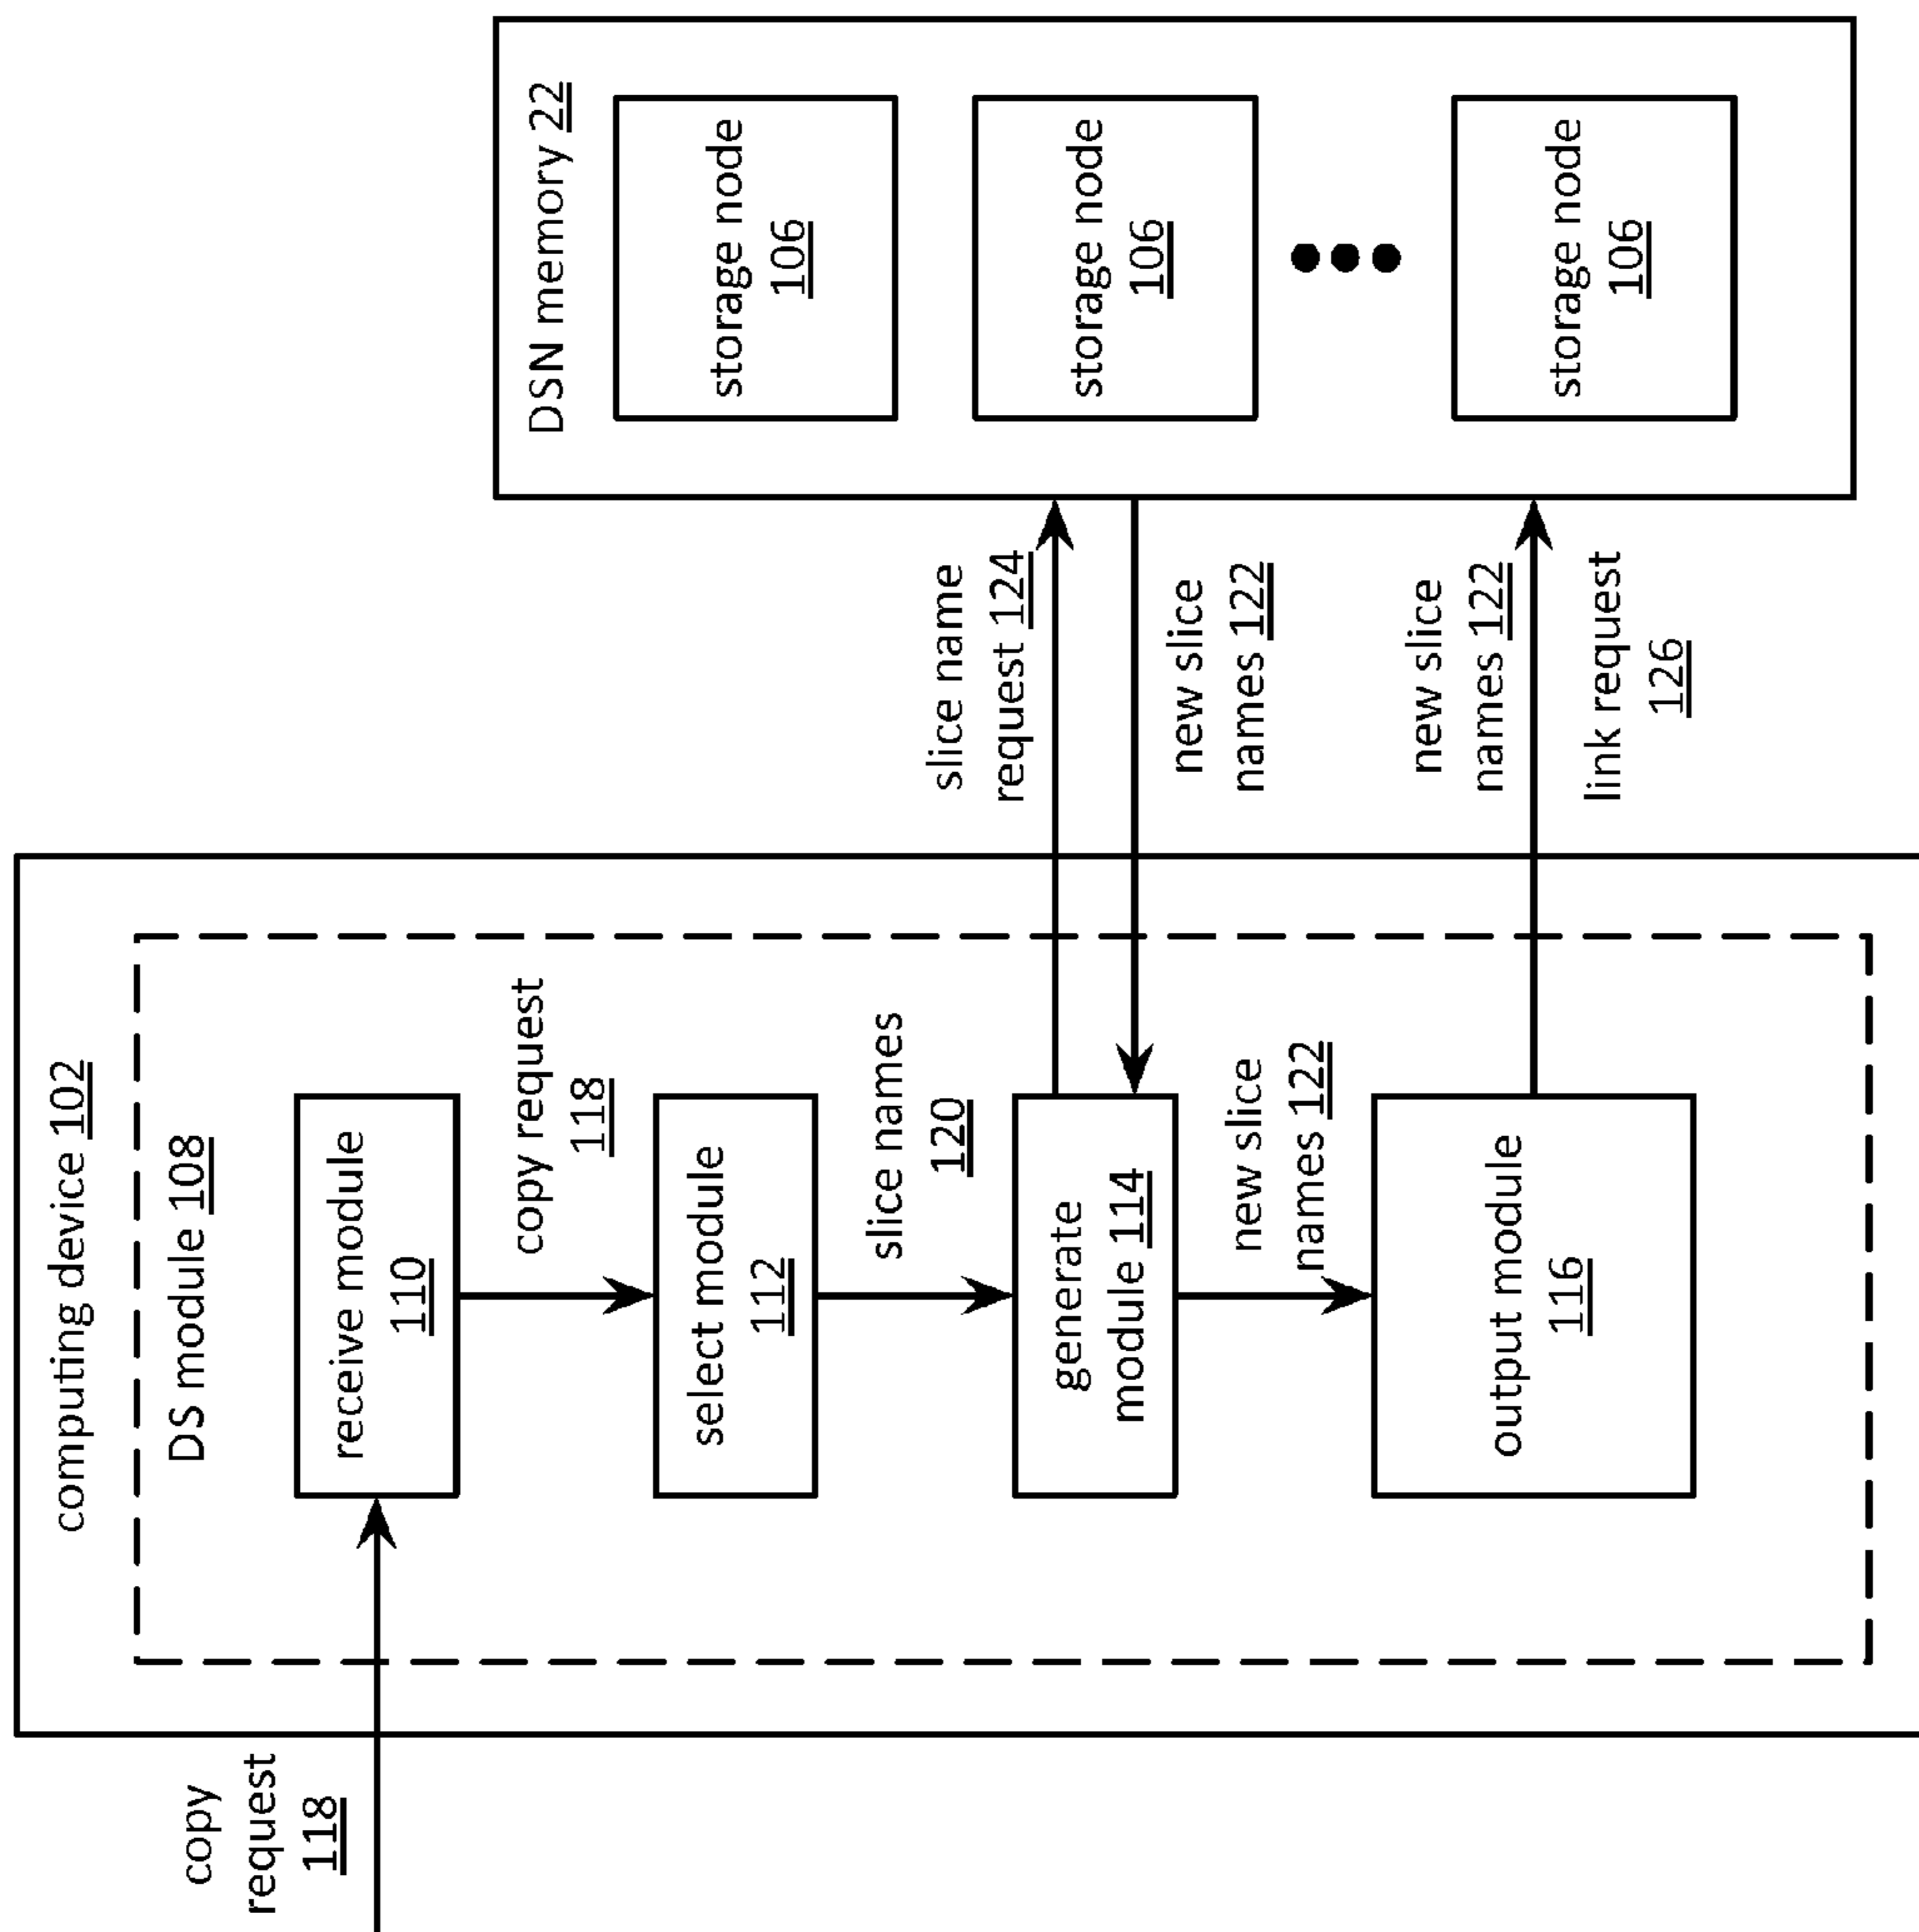 copy
request
118
computing device 102
DS module 108
receive module
110
copy request
118
select module
112
slice names
120
generate
module 114
new slice
names 122
output module
116
slice name
request 124
new slice
names 122
new slice
names 122
link request
126
DSN memory 22
storage node
106
storage node
106
storage node
106